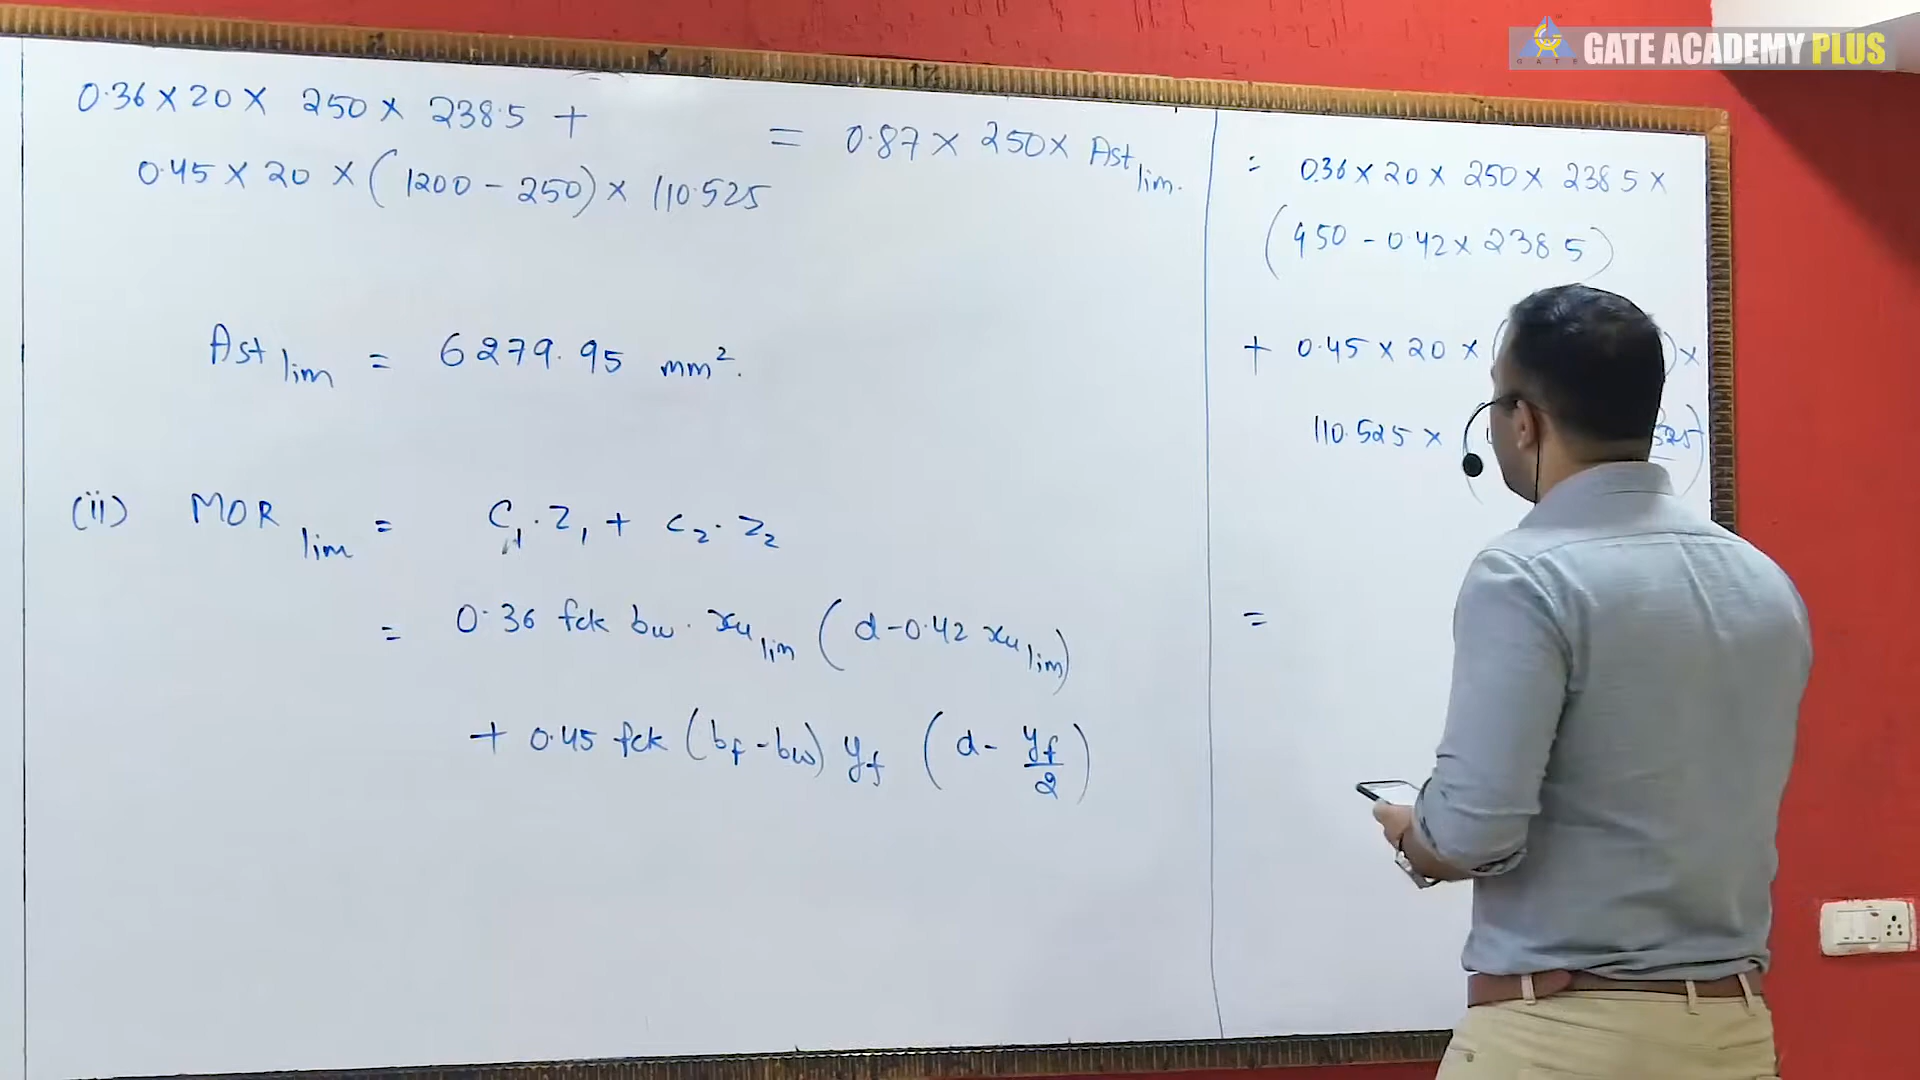 GATE ACADEMY PLUS
GATE
0.36 × 20 × 250 × 238.5 +
0.45 × 20 × (1200 - 250) × 110.525
= 0.87 × 250 × Ast lim.
Ast lim = 6279.95 mm².
(ii) MOR lim = C₁.Z₁ + C₂.Z₂
= 0.36 fck bw. xu lim (d - 0.42 xu lim)
+ 0.45 fck (bf - bw) yf (d - yf/2)
= 0.36 × 20 × 250 × 238.5 ×
(450 - 0.42 × 238.5)
+ 0.45 × 20 × ( ) ×
110.525 × (
=